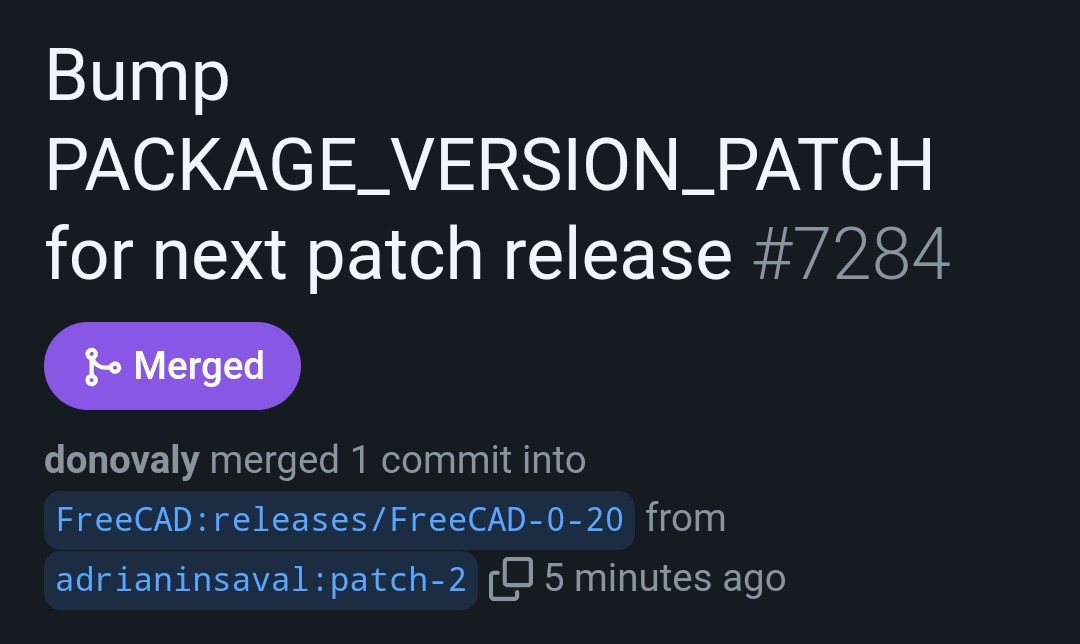 Bump
PACKAGE_VERSION_PATCH
for next patch release #7284
Merged
donovaly merged 1 commit into
FreeCAD:releases/FreeCAD-0-20 from
adrianinsaval:patch-2 5 minutes ago